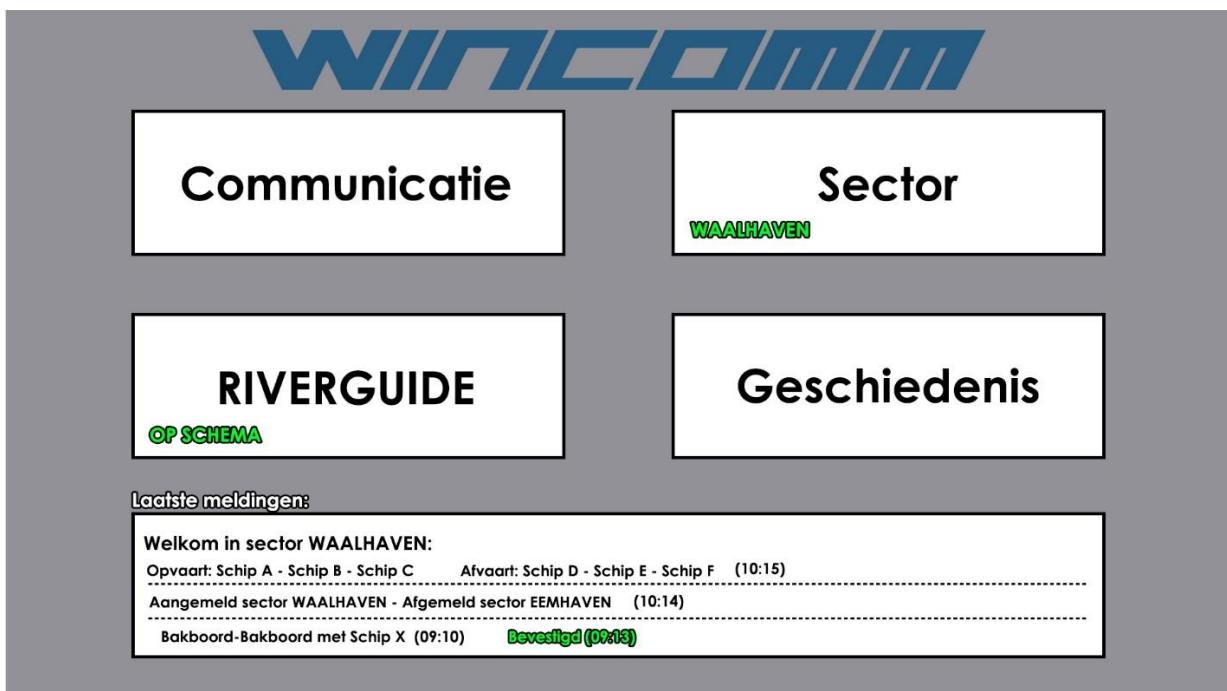 WINCOMM
Communicatie
Sector
WAALHAVEN
RIVERGUIDE
OP SCHEMA
Geschiedenis
Laatste meldingen:
Welkom in sector WAALHAVEN:
Opvaart: Schip A - Schip B - Schip C Afvaart: Schip D - Schip E - Schip F (10:15)
Aangemeld sector WAALHAVEN - Afgemeld sector EEMHAVEN (10:14)
Bakboord-Bakboord met Schip X (09:10) Bevestigd (09:13)